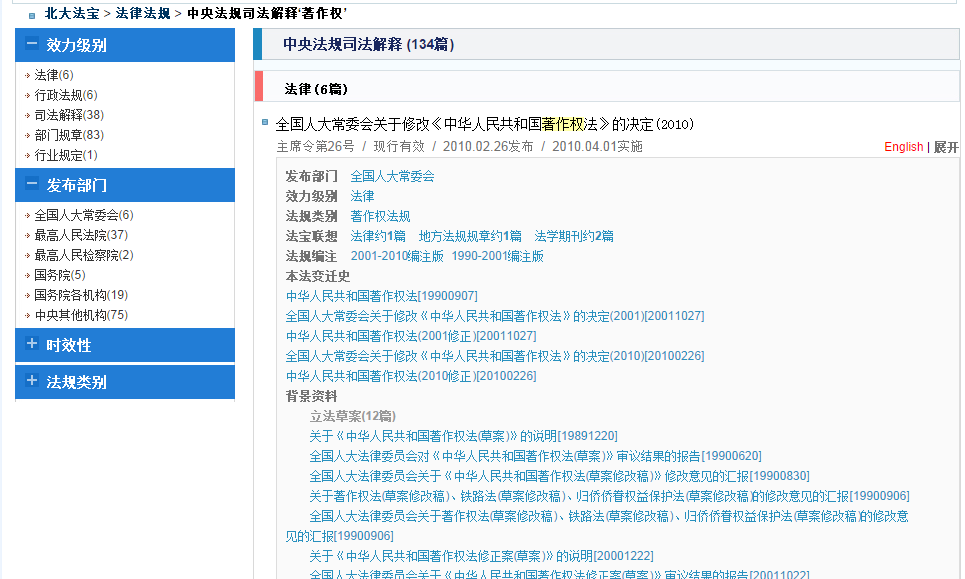 北大法宝 > 法律法规 > 中央法规司法解释‘著作权’
效力级别
法律(6)
行政法规(6)
司法解释(38)
部门规章(83)
行业规定(1)
发布部门
全国人大常委会(6)
最高人民法院(37)
最高人民检察院(2)
国务院(5)
国务院各机构(19)
中央其他机构(75)
时效性
法规类别
中央法规司法解释 (134篇)
法律 (6篇)
全国人大常委会关于修改《中华人民共和国著作权法》的决定(2010)
主席令第26号 / 现行有效 / 2010.02.26发布 / 2010.04.01实施
English | 展开
发布部门 全国人大常委会
效力级别 法律
法规类别 著作权法规
法宝联想 法律约1篇 地方法规规章约1篇 法学期刊约2篇
法规编注 2001-2010编注版 1990-2001编注版
本法变迁史
中华人民共和国著作权法[19900907]
全国人大常委会关于修改《中华人民共和国著作权法》的决定(2001)[20011027]
中华人民共和国著作权法(2001修正)[20011027]
全国人大常委会关于修改《中华人民共和国著作权法》的决定(2010)[20100226]
中华人民共和国著作权法(2010修正)[20100226]
背景资料
立法草案(12篇)
关于《中华人民共和国著作权法(草案)》的说明[19891220]
全国人大法律委员会对《中华人民共和国著作权法(草案)》审议结果的报告[19900620]
全国人大法律委员会关于《中华人民共和国著作权法(草案修改稿)》修改意见的汇报[19900830]
关于著作权法(草案修改稿)、铁路法(草案修改稿)、归侨侨眷权益保护法(草案修改稿)的修改意见的汇报[19900906]
全国人大法律委员会关于著作权法(草案修改稿)、铁路法(草案修改稿)、归侨侨眷权益保护法(草案修改稿)的修改意
见的汇报[19900906]
关于《中华人民共和国著作权法修正案(草案)》的说明[20001222]
全国人大法律委员会关于《中华人民共和国著作权法修正案(草案)》审议结果的报告[20011022]